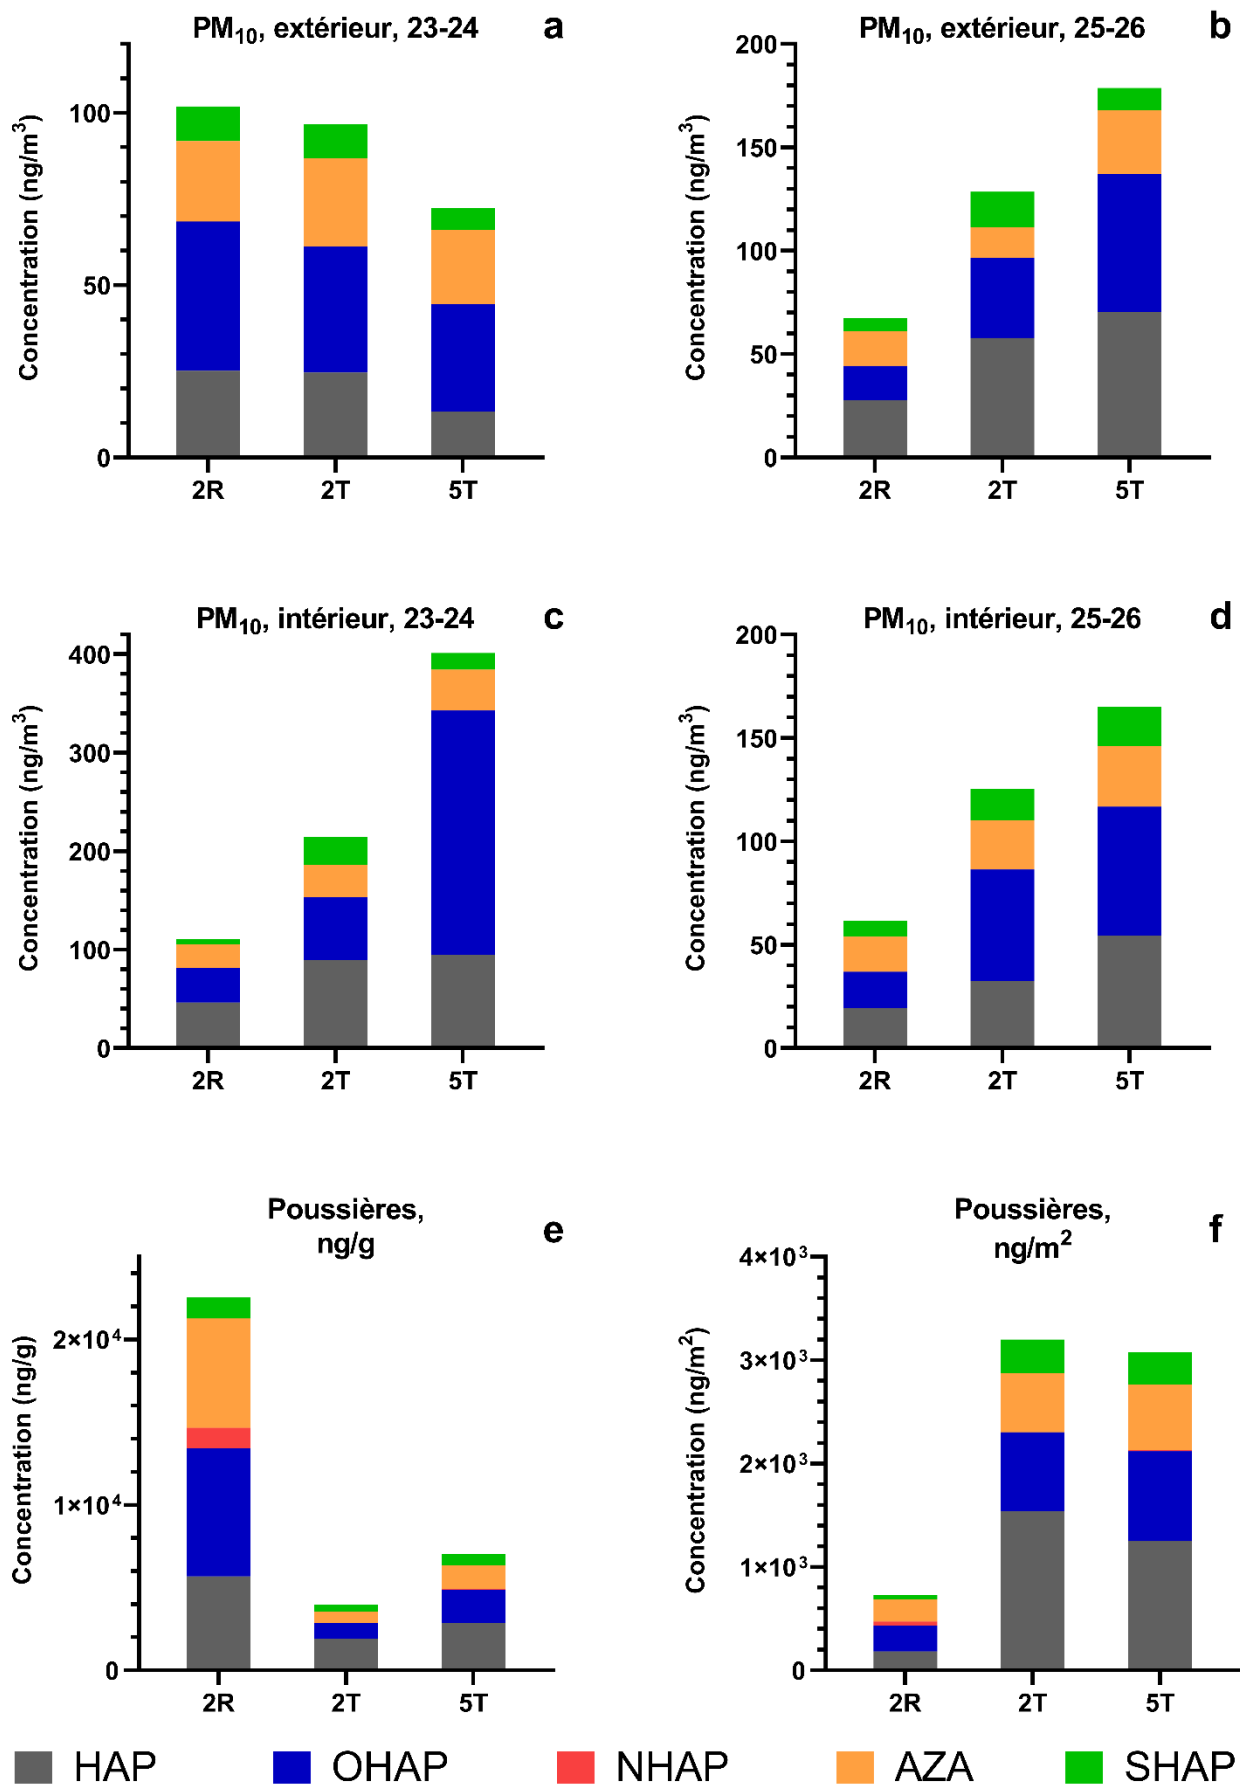 PM₁₀, extérieur, 23-24
a
Concentration (ng/m³)
100
50
0
2R
2T
5T
PM₁₀, extérieur, 25-26
b
Concentration (ng/m³)
200
150
100
50
0
2R
2T
5T
PM₁₀, intérieur, 23-24
c
Concentration (ng/m³)
400
300
200
100
0
2R
2T
5T
PM₁₀, intérieur, 25-26
d
Concentration (ng/m³)
200
150
100
50
0
2R
2T
5T
Poussières,
ng/g
e
Concentration (ng/g)
2×10⁴
1×10⁴
0
2R
2T
5T
Poussières,
ng/m²
f
Concentration (ng/m²)
4×10³
3×10³
2×10³
1×10³
0
2R
2T
5T
HAP
OHAP
NHAP
AZA
SHAP